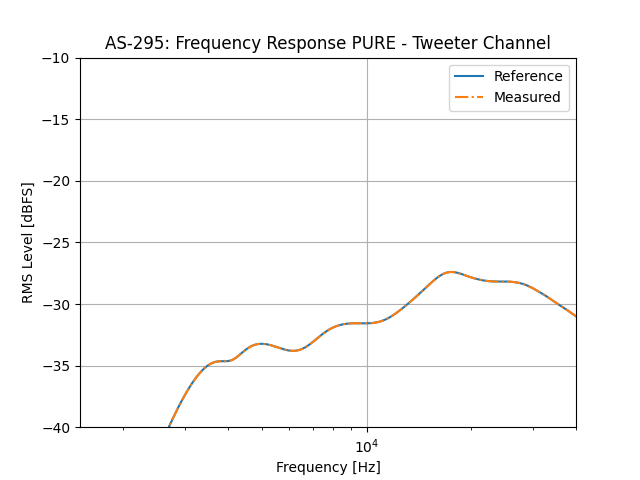 AS-295: Frequency Response PURE - Tweeter Channel
Reference
Measured
RMS Level [dBFS]
−10
−15
−20
−25
−30
−35
−40
10⁴
Frequency [Hz]